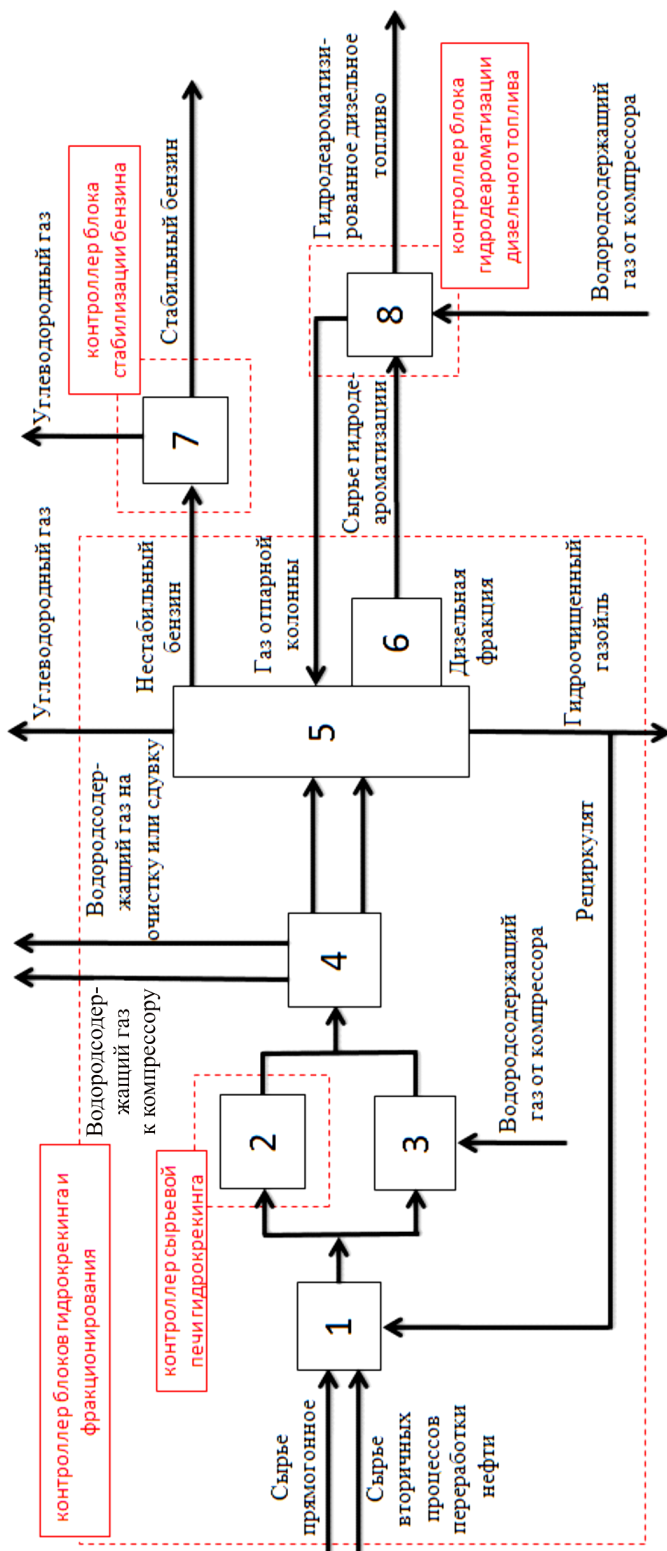 контроллер блоков гидрокрекинга и
фракционирования
Сырье
прямогонное
Сырье
вторичных
процессов
переработки
нефти
1
контроллер сырьевой
печи гидрокрекинга
2
3
Водородсодержащий
газ от компрессора
Водородсодер-
жащий газ
к компрессору
Водородсодер-
жащий газ на
очистку или сдувку
4
Рециркулят
Углеводородный газ
5
Нестабильный
бензин
Газ отпарной
колонны
6
Дизельная
фракция
Гидроочищенный
газойль
Углеводородный газ
контроллер блока
стабилизации бензина
7
Стабильный бензин
Сырье гидроде-
ароматизации
8
Гидродеароматизи-
рованное дизельное
топливо
контроллер блока
гидродеароматизации
дизельного топлива
Водородсодержащий
газ от компрессора